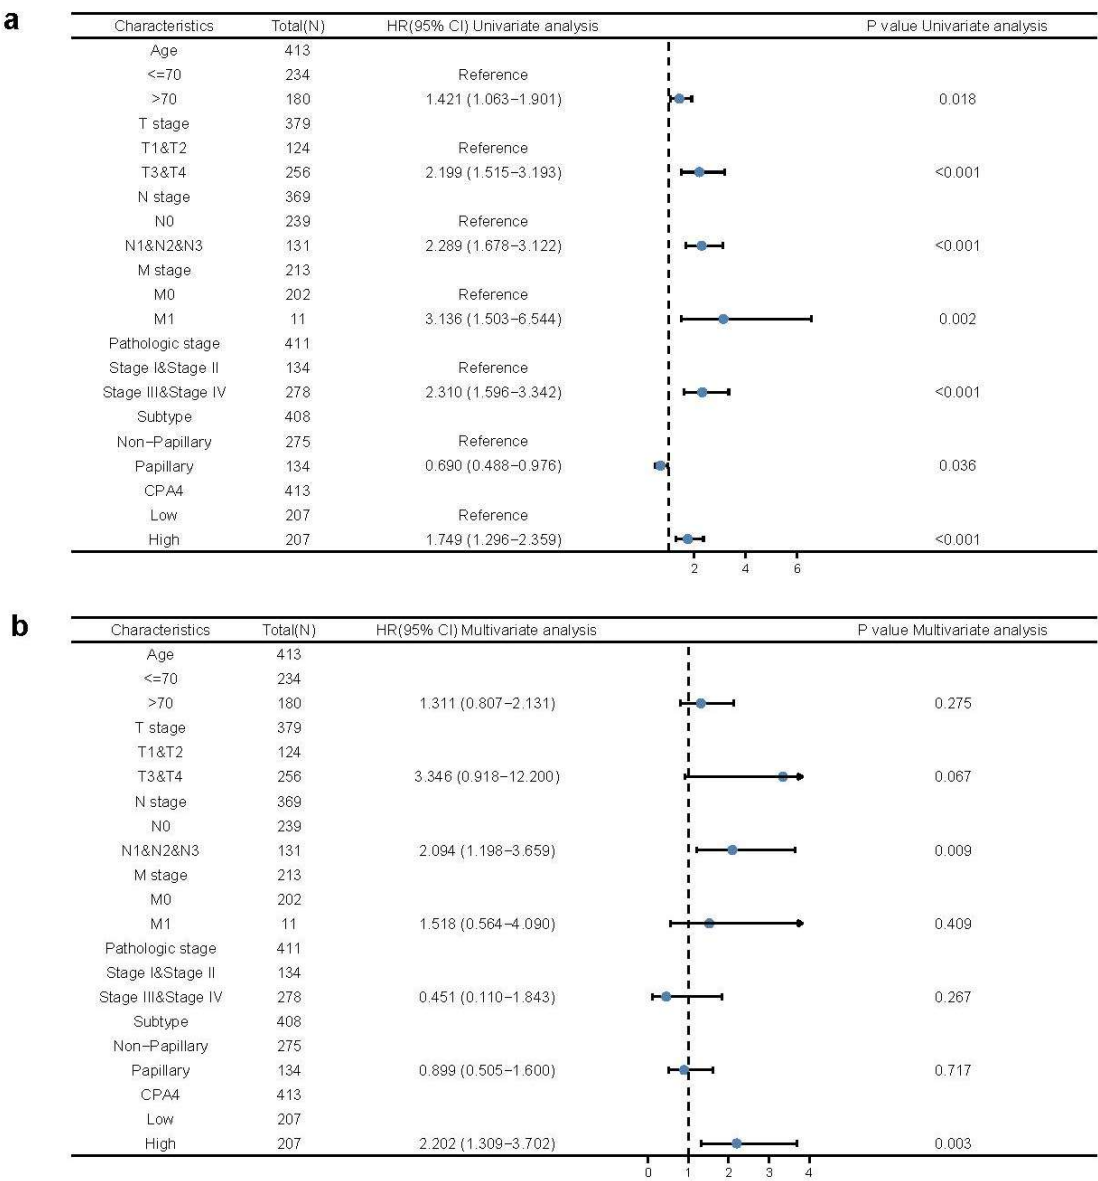 a
Characteristics Total(N) HR(95% CI) Univariate analysis P value Univariate analysis
Age 413
<=70 234 Reference
>70 180 1.421 (1.063−1.901) 0.018
T stage 379
T1&T2 124 Reference
T3&T4 256 2.199 (1.515−3.193) <0.001
N stage 369
N0 239 Reference
N1&N2&N3 131 2.289 (1.678−3.122) <0.001
M stage 213
M0 202 Reference
M1 11 3.136 (1.503−6.544) 0.002
Pathologic stage 411
Stage I&Stage II 134 Reference
Stage III&Stage IV 278 2.310 (1.596−3.342) <0.001
Subtype 408
Non−Papillary 275 Reference
Papillary 134 0.690 (0.488−0.976) 0.036
CPA4 413
Low 207 Reference
High 207 1.749 (1.296−2.359) <0.001
2 4 6
b
Characteristics Total(N) HR(95% CI) Multivariate analysis P value Multivariate analysis
Age 413
<=70 234
>70 180 1.311 (0.807−2.131) 0.275
T stage 379
T1&T2 124
T3&T4 256 3.346 (0.918−12.200) 0.067
N stage 369
N0 239
N1&N2&N3 131 2.094 (1.198−3.659) 0.009
M stage 213
M0 202
M1 11 1.518 (0.564−4.090) 0.409
Pathologic stage 411
Stage I&Stage II 134
Stage III&Stage IV 278 0.451 (0.110−1.843) 0.267
Subtype 408
Non−Papillary 275
Papillary 134 0.899 (0.505−1.600) 0.717
CPA4 413
Low 207
High 207 2.202 (1.309−3.702) 0.003
0 1 2 3 4